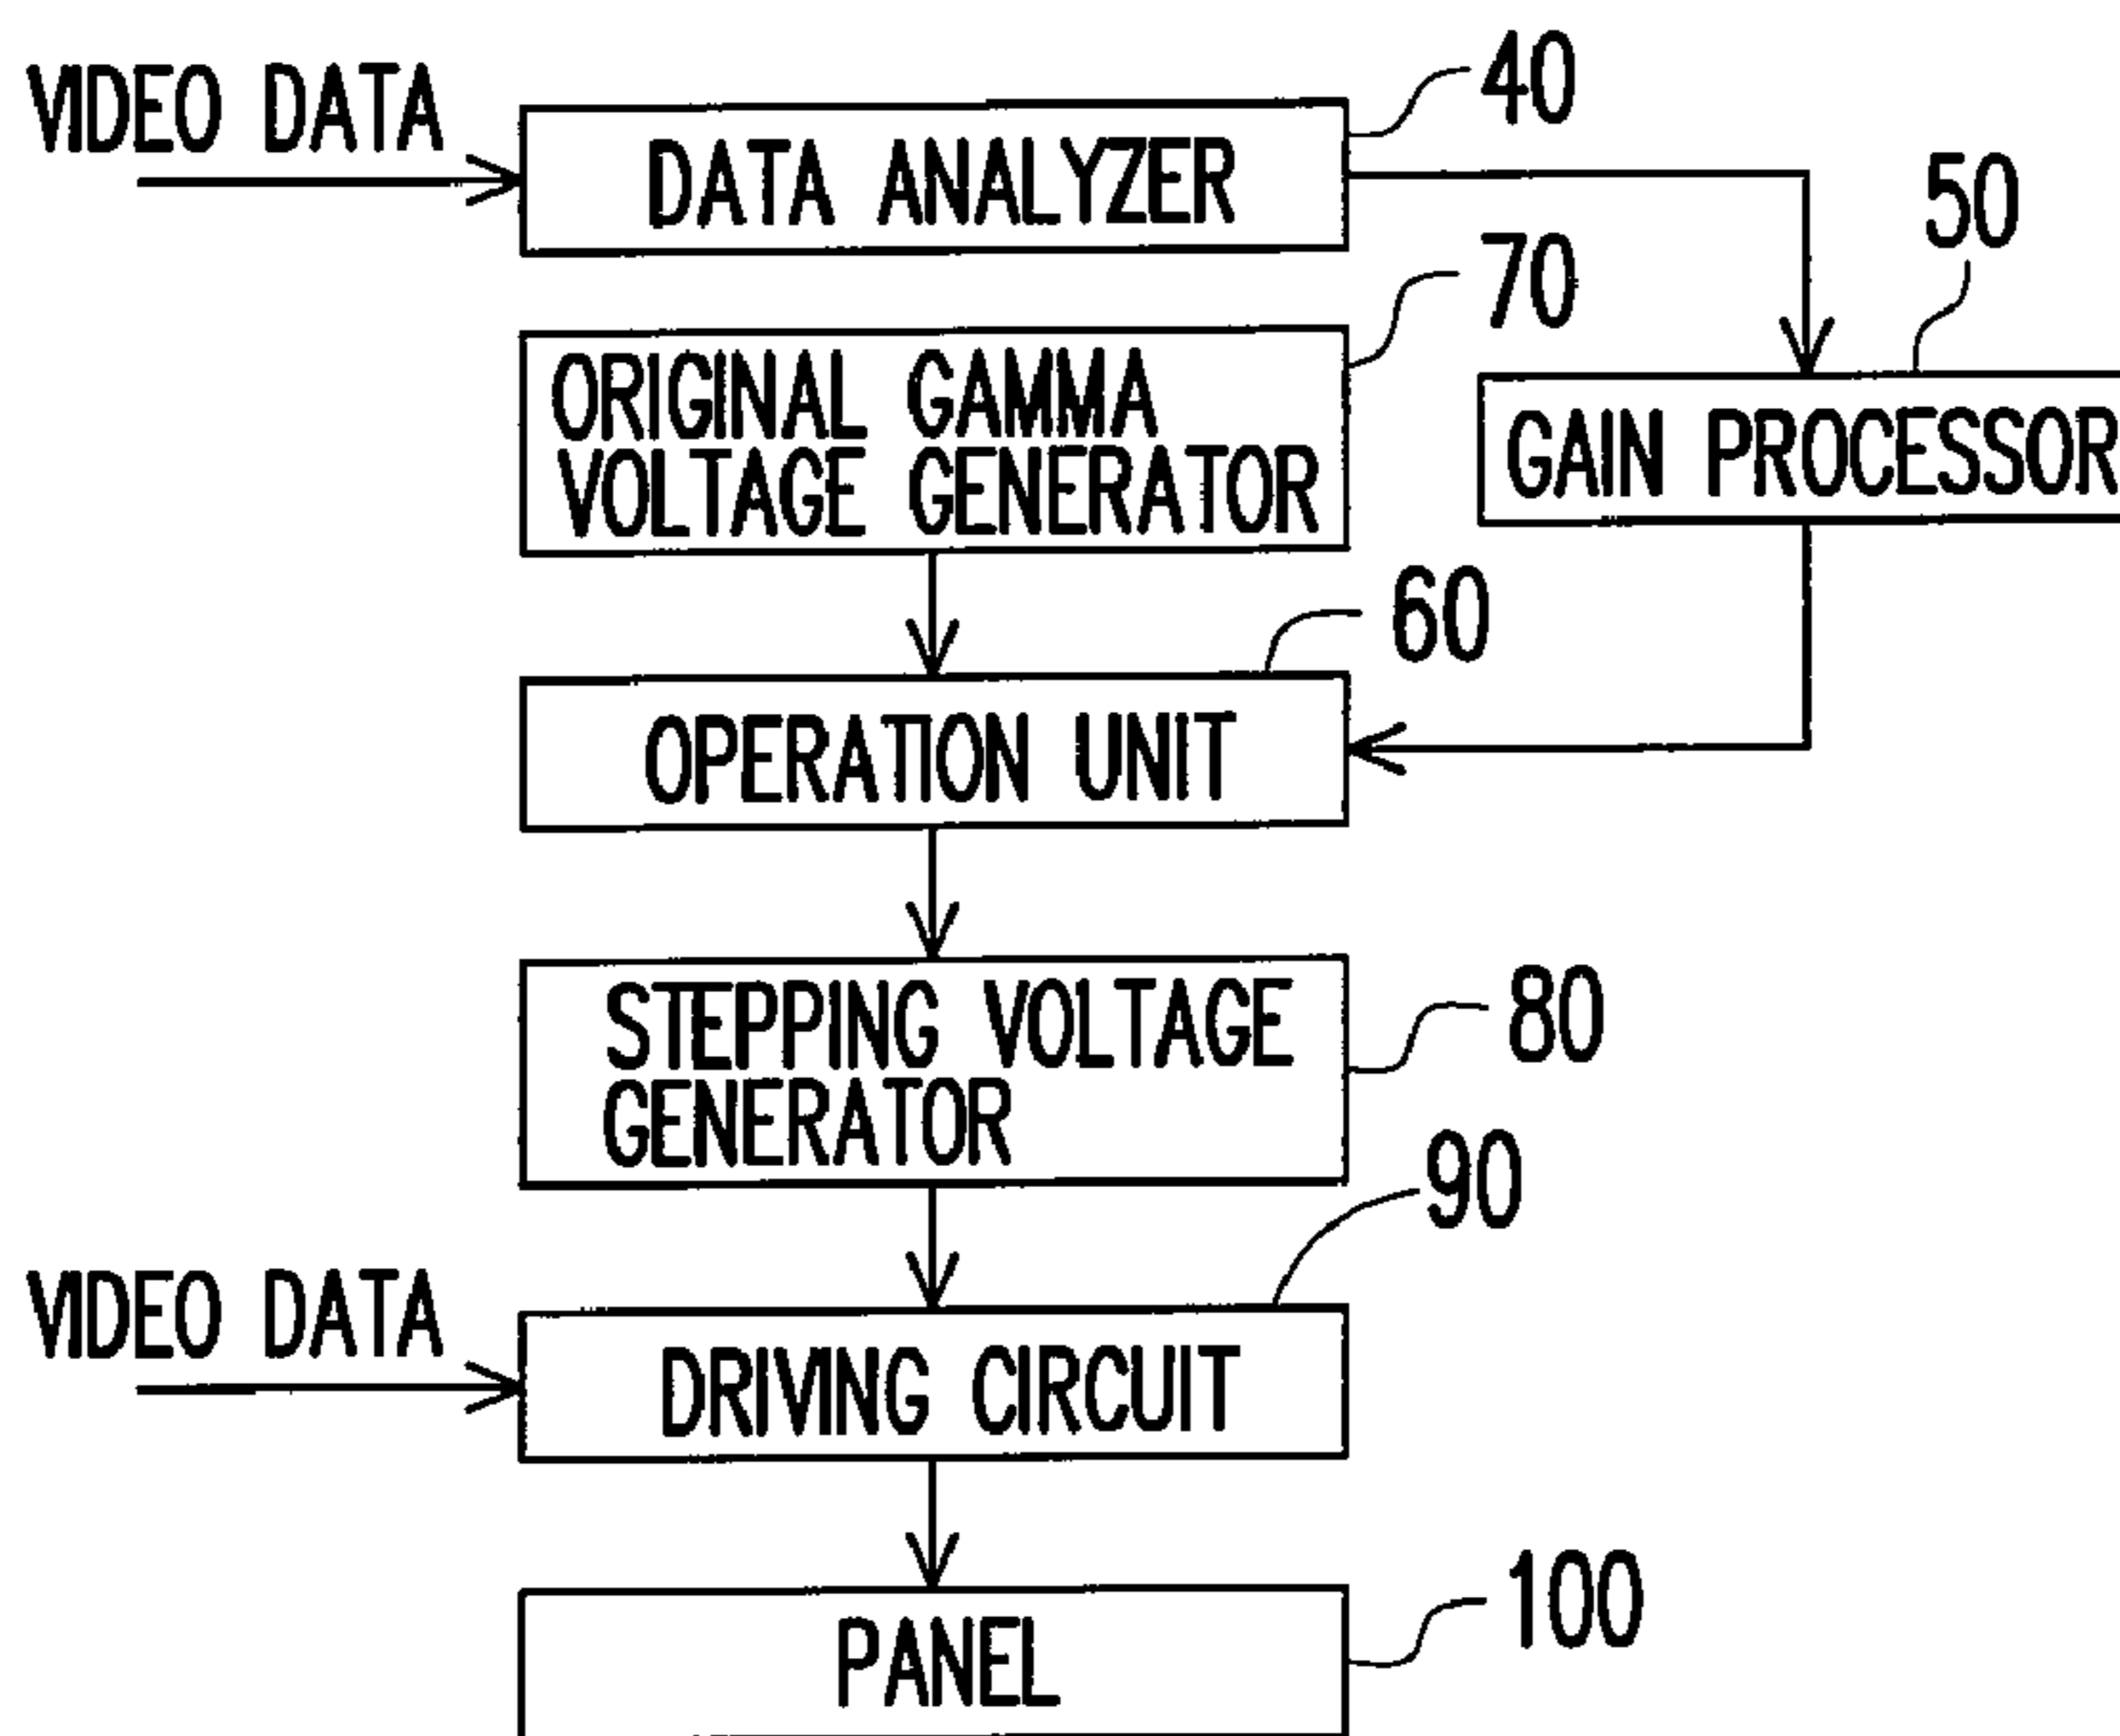 40
VIDEO DATA
DATA ANALYZER
50
70
ORIGINAL GAMMA
VOLTAGE GENERATOR
GAIN PROCESSOR
60
OPERATION UNIT
80
STEPPING VOLTAGE
GENERATOR
90
VIDEO DATA
DRIVING CIRCUIT
100
PANEL